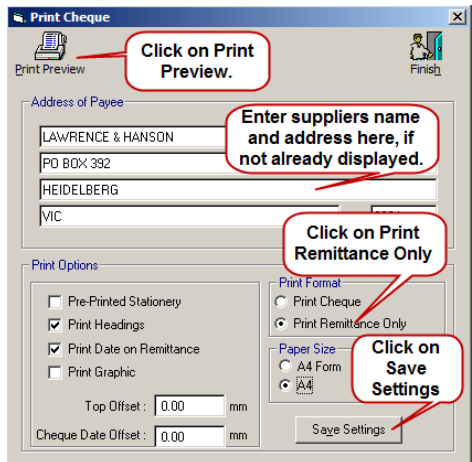 Print Cheque
Print Preview
Click on Print
Preview.
Finish
Address of Payee
Enter suppliers name
and address here, if
not already displayed.
LAWRENCE & HANSON
PO BOX 392
HEIDELBERG
VIC
Click on Print
Remittance Only
Print Options
Pre-Printed Stationery
Print Headings
Print Date on Remittance
Print Graphic
Top Offset : 0.00 mm
Cheque Date Offset : 0.00 mm
Print Format
Print Cheque
Print Remittance Only
Paper Size
A4 Form
A4
Click on
Save
Settings
Save Settings